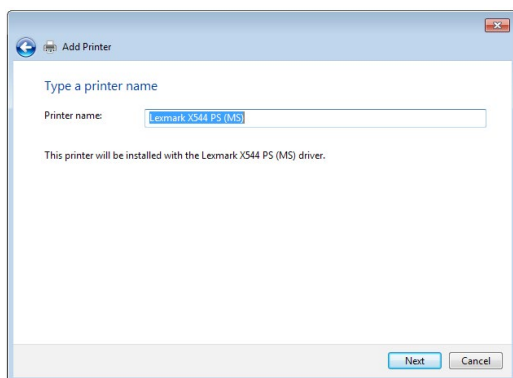 Add Printer
Type a printer name
Printer name:
Lexmark X544 PS (MS)
This printer will be installed with the Lexmark X544 PS (MS) driver.
Next
Cancel